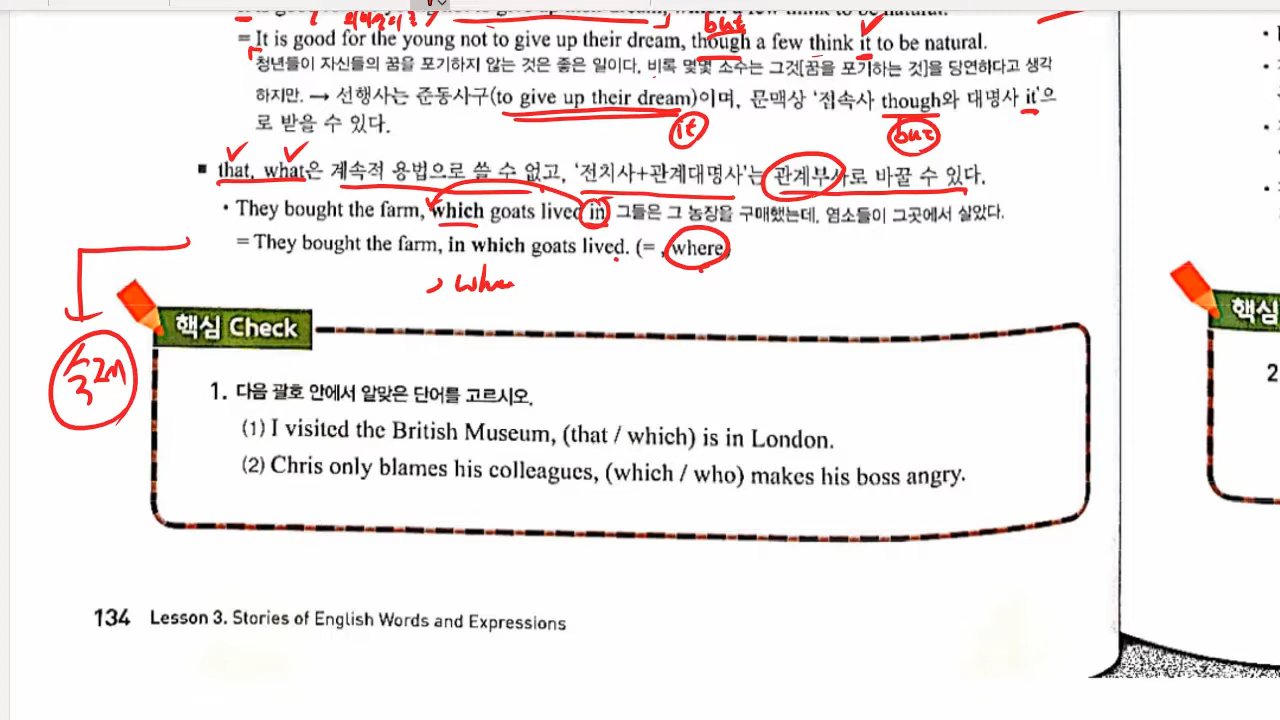 but
= It is good for the young not to give up their dream, though a few think it to be natural.
청년들이 자신들의 꿈을 포기하지 않는 것은 좋은 일이다, 비록 몇몇 소수는 그것[꿈을 포기하는 것]을 당연하다고 생각
하지만. → 선행사는 준동사구(to give up their dream)이며, 문맥상 '접속사 though와 대명사 it'으
로 받을 수 있다.
it
but
■ that, what은 계속적 용법으로 쓸 수 없고, '전치사+관계대명사'는 관계부사로 바꿀 수 있다.
• They bought the farm, which goats lived in 그들은 그 농장을 구매했는데, 염소들이 그곳에서 살았다.
= They bought the farm, in which goats lived. (= , where)
핵심 Check
숙제
1. 다음 괄호 안에서 알맞은 단어를 고르시오.
(1) I visited the British Museum, (that / which) is in London.
(2) Chris only blames his colleagues, (which / who) makes his boss angry.
134 Lesson 3. Stories of English Words and Expressions
핵심
2